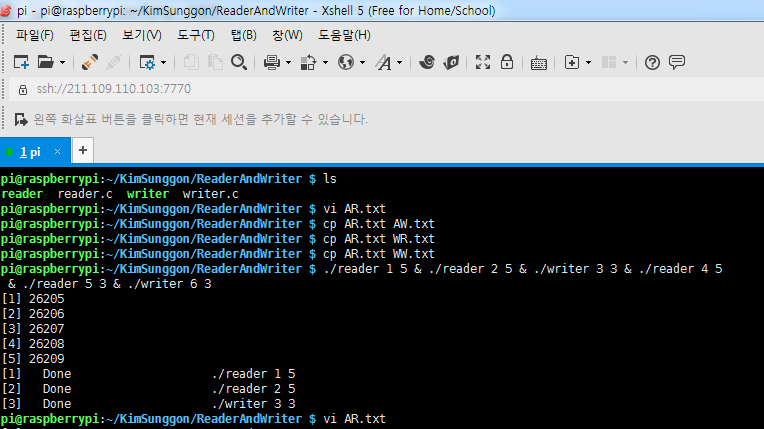 pi - pi@raspberrypi: ~/KimSunggon/ReaderAndWriter - Xshell 5 (Free for Home/School)
파일(F) 편집(E) 보기(V) 도구(T) 탭(B) 창(W) 도움말(H)
ssh://211.109.110.103:7770
왼쪽 화살표 버튼을 클릭하면 현재 세션을 추가할 수 있습니다.
1 pi × +
pi@raspberrypi:~/KimSunggon/ReaderAndWriter $ ls
reader  reader.c  writer  writer.c
pi@raspberrypi:~/KimSunggon/ReaderAndWriter $ vi AR.txt
pi@raspberrypi:~/KimSunggon/ReaderAndWriter $ cp AR.txt AW.txt
pi@raspberrypi:~/KimSunggon/ReaderAndWriter $ cp AR.txt WR.txt
pi@raspberrypi:~/KimSunggon/ReaderAndWriter $ cp AR.txt WW.txt
pi@raspberrypi:~/KimSunggon/ReaderAndWriter $ ./reader 1 5 & ./reader 2 5 & ./writer 3 3 & ./reader 4 5
 & ./reader 5 3 & ./writer 6 3
[1] 26205
[2] 26206
[3] 26207
[4] 26208
[5] 26209
[1]   Done                  ./reader 1 5
[2]   Done                  ./reader 2 5
[3]   Done                  ./writer 3 3
pi@raspberrypi:~/KimSunggon/ReaderAndWriter $ vi AR.txt